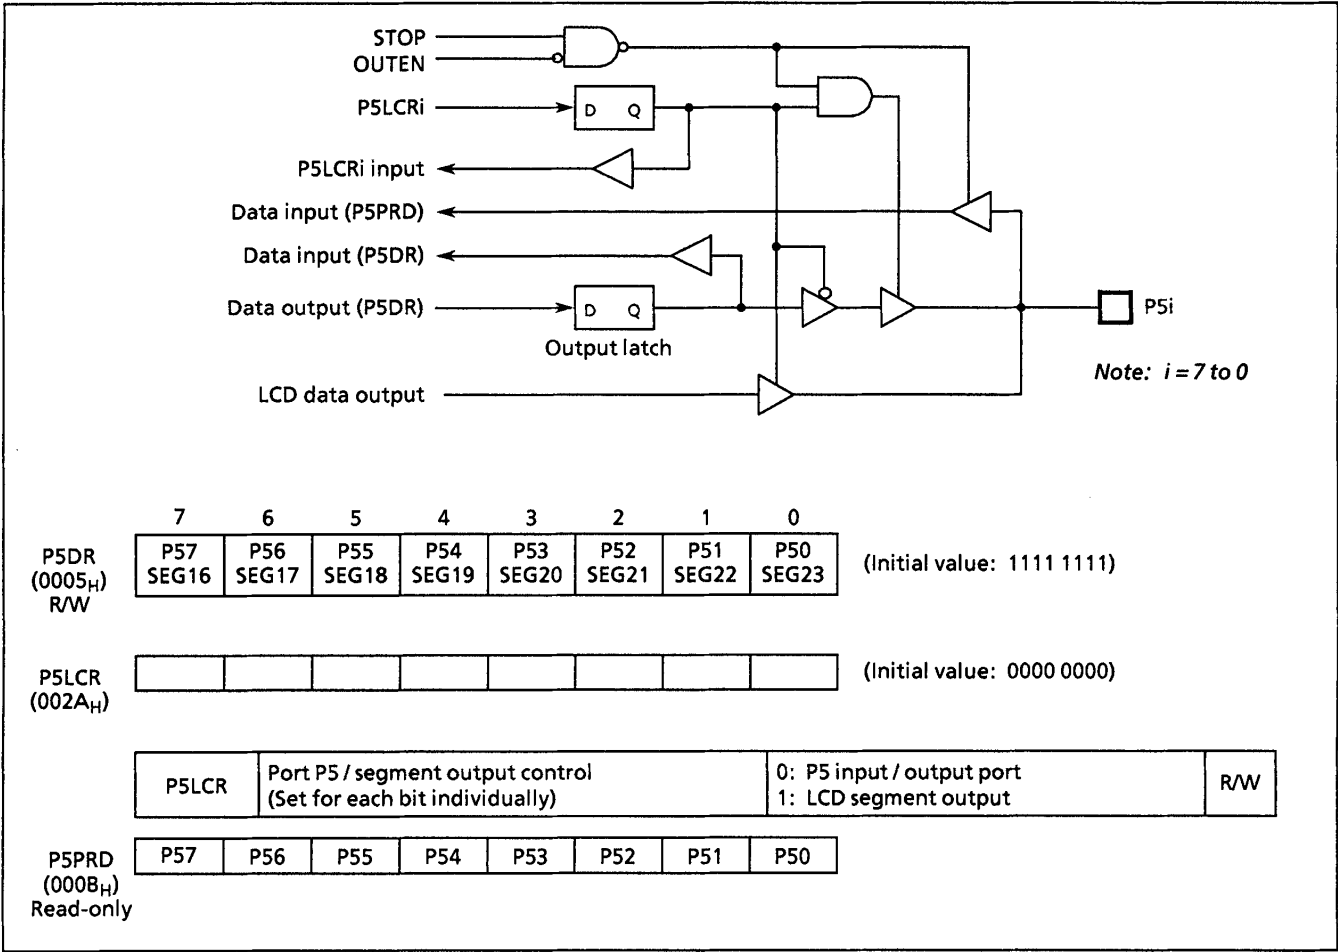 STOP
OUTEN
P5LCRi
D Q
P5LCRi input
Data input (P5PRD)
Data input (P5DR)
Data output (P5DR)
D Q
Output latch
P5i
LCD data output
Note: i = 7 to 0
7 6 5 4 3 2 1 0
P5DR
(0005H)
R/W
P57 P56 P55 P54 P53 P52 P51 P50
SEG16 SEG17 SEG18 SEG19 SEG20 SEG21 SEG22 SEG23
(Initial value: 1111 1111)
P5LCR
(002AH)
(Initial value: 0000 0000)
P5LCR
Port P5 / segment output control
(Set for each bit individually)
0: P5 input / output port
1: LCD segment output
R/W
P5PRD
(000BH)
Read-only
P57 P56 P55 P54 P53 P52 P51 P50